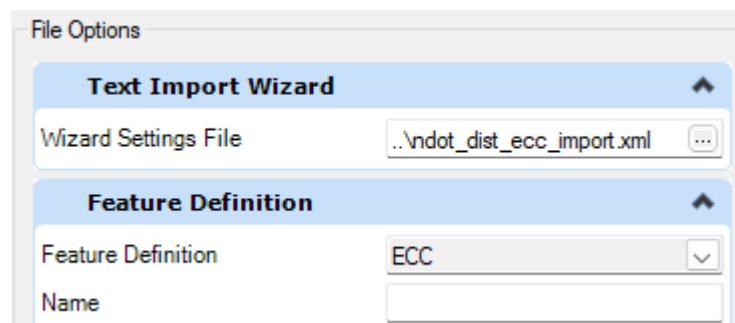 File Options
Text Import Wizard
Wizard Settings File ..\ndot_dist_ecc_import.xml ...
Feature Definition
Feature Definition ECC
Name